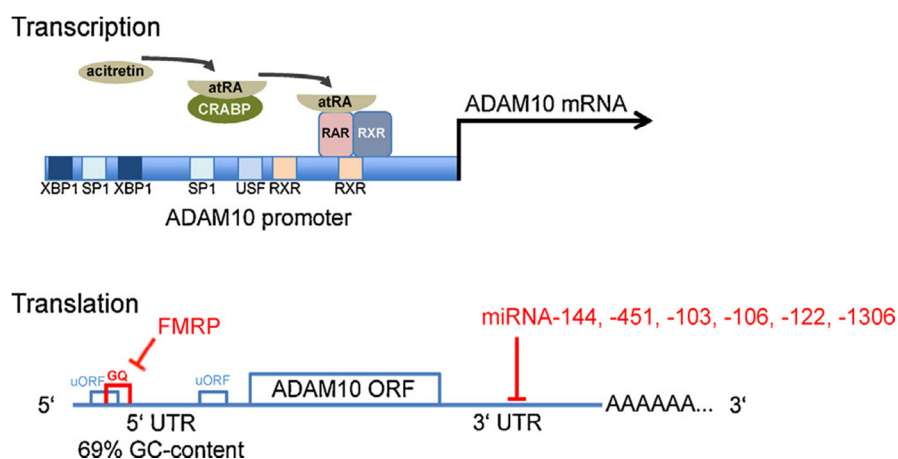 Transcription
acitretin
atRA
CRABP
atRA
RAR RXR
ADAM10 mRNA
XBP1 SP1 XBP1 SP1 USF RXR RXR
ADAM10 promoter
Translation
FMRP
miRNA-144, -451, -103, -106, -122, -1306
uORF GQ uORF
ADAM10 ORF
5‘ AAAAAA... 3‘
5‘ UTR 3‘ UTR
69% GC-content